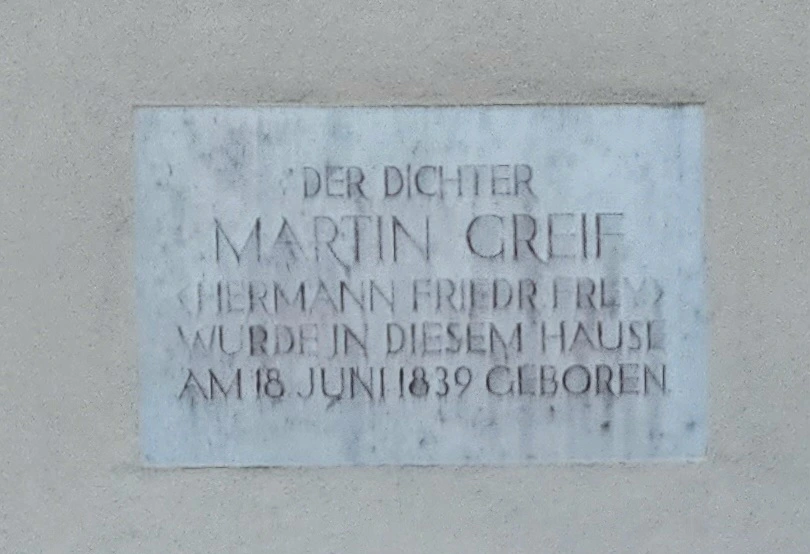 DER DICHTER
MARTIN GREIF
<HERMANN FRIEDR. FREY>
WURDE IN DIESEM HAUSE
AM 18. JUNI 1839 GEBOREN